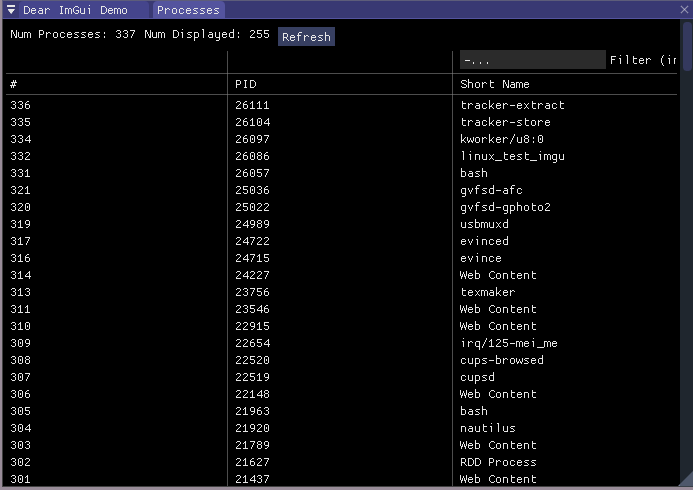 Dear ImGui Demo Processes
Num Processes: 337 Num Displayed: 255 Refresh
-... Filter (in
# PID Short Name
336 26111 tracker-extract
335 26104 tracker-store
334 26097 kworker/u8:0
332 26086 linux_test_imgu
331 26057 bash
321 25036 gvfsd-afc
320 25022 gvfsd-gphoto2
319 24989 usbmuxd
317 24722 evinced
316 24715 evince
314 24227 Web Content
313 23756 texmaker
311 23546 Web Content
310 22915 Web Content
309 22654 irq/125-mei_me
308 22520 cups-browsed
307 22519 cupsd
306 22148 Web Content
305 21963 bash
304 21920 nautilus
303 21789 Web Content
302 21627 RDD Process
301 21437 Web Content